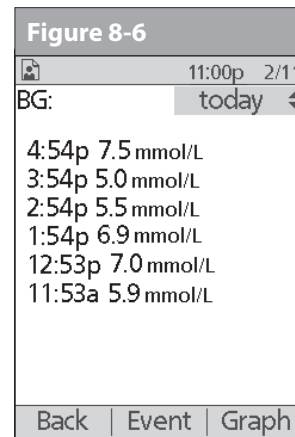 Figure 8-6
11:00p 2/11
BG: today
4:54p 7.5 mmol/L
3:54p 5.0 mmol/L
2:54p 5.5 mmol/L
1:54p 6.9 mmol/L
12:53p 7.0 mmol/L
11:53a 5.9 mmol/L
Back | Event | Graph